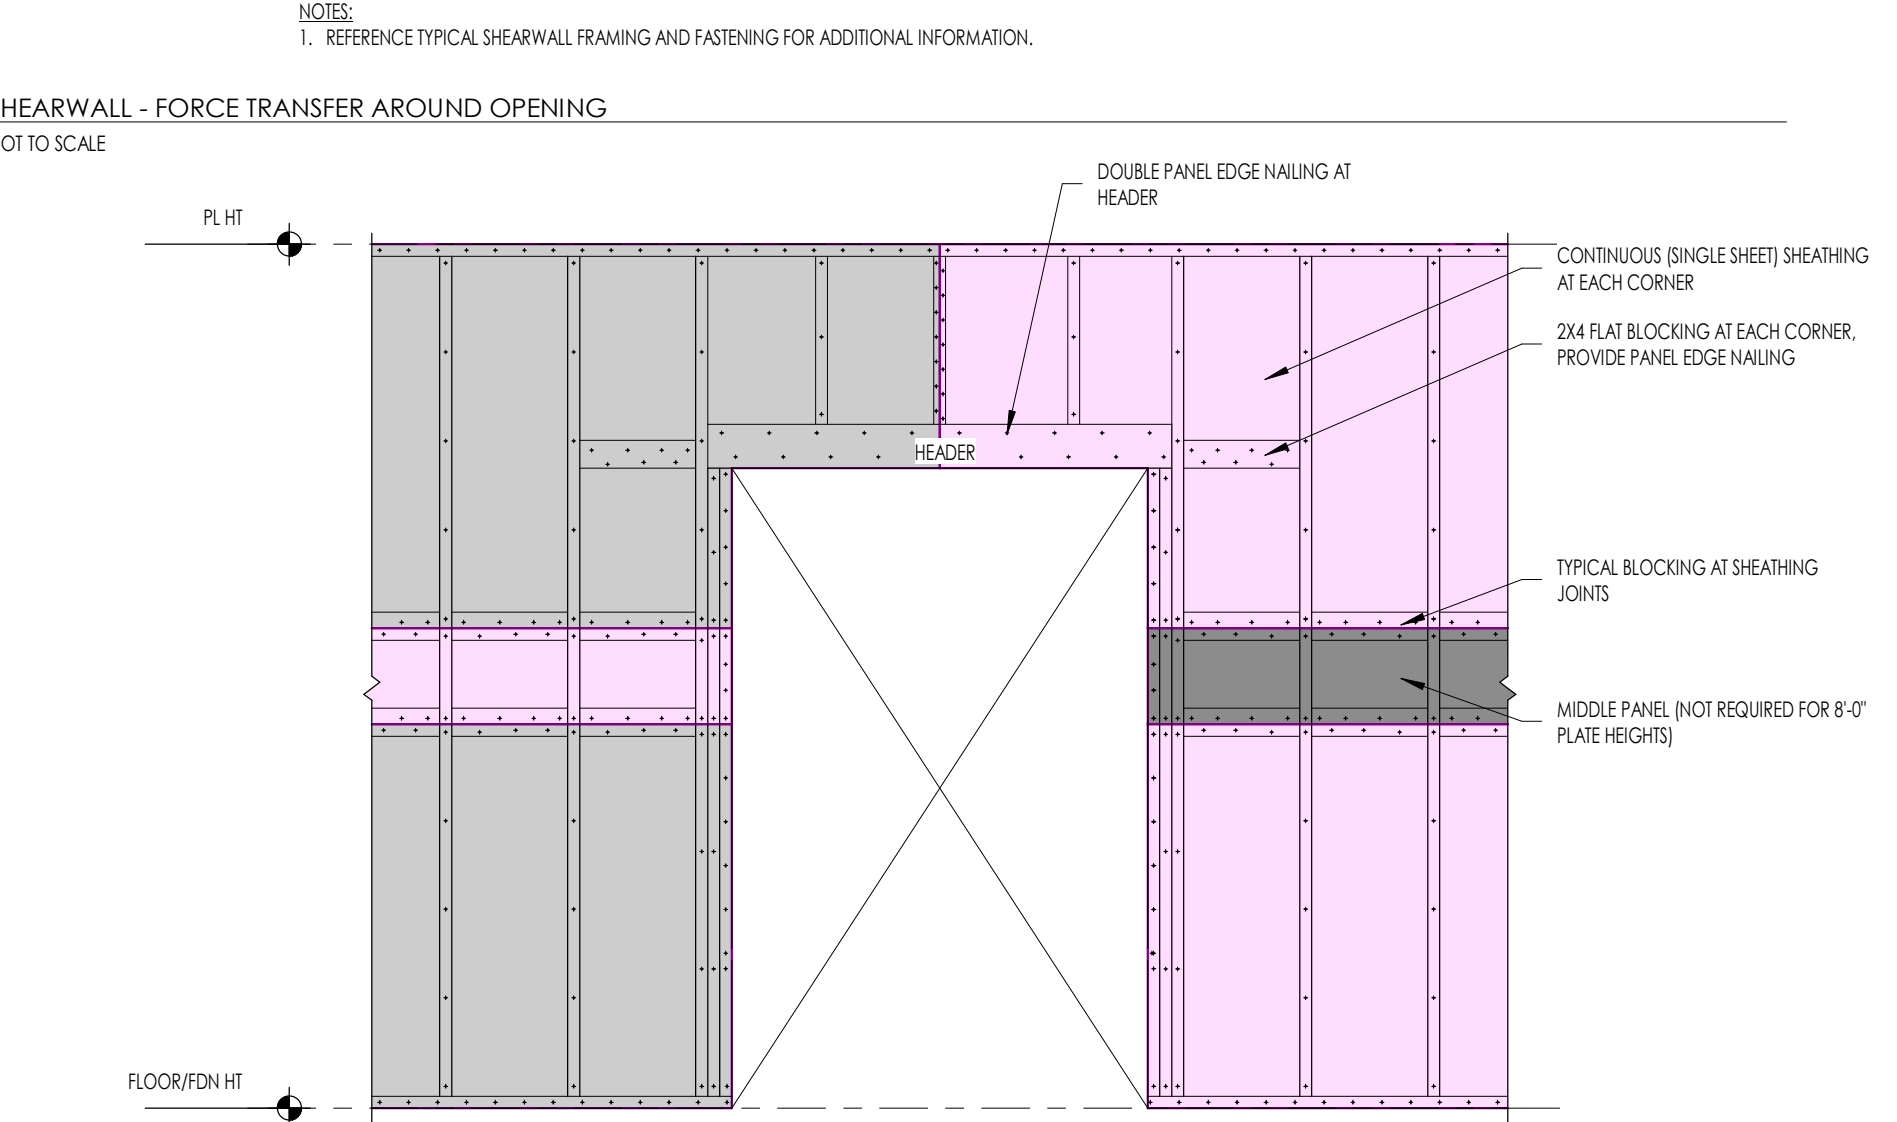 NOTES:
1. REFERENCE TYPICAL SHEARWALL FRAMING AND FASTENING FOR ADDITIONAL INFORMATION.
HEARWALL - FORCE TRANSFER AROUND OPENING
OT TO SCALE
DOUBLE PANEL EDGE NAILING AT
HEADER
PL HT
CONTINUOUS (SINGLE SHEET) SHEATHING
AT EACH CORNER
2X4 FLAT BLOCKING AT EACH CORNER,
PROVIDE PANEL EDGE NAILING
HEADER
TYPICAL BLOCKING AT SHEATHING
JOINTS
MIDDLE PANEL (NOT REQUIRED FOR 8'-0"
PLATE HEIGHTS)
FLOOR/FDN HT